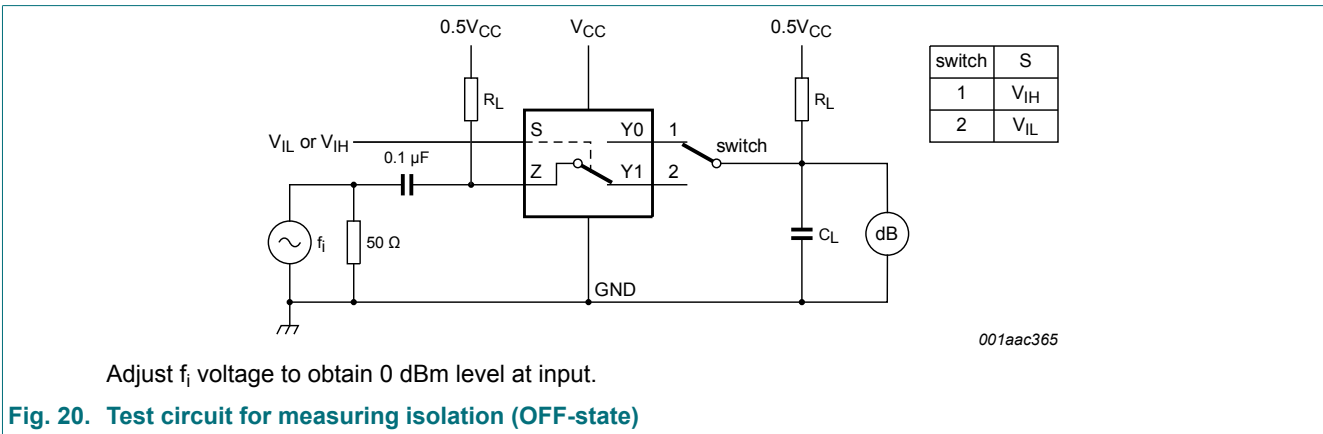 0.5VCC VCC 0.5VCC
switch S
1 VIH
2 VIL
RL RL
VIL or VIH S Y0 1 switch
0.1 µF
Z Y1 2
fi 50 Ω CL dB
GND
001aac365
Adjust fi voltage to obtain 0 dBm level at input.
Fig. 20. Test circuit for measuring isolation (OFF-state)